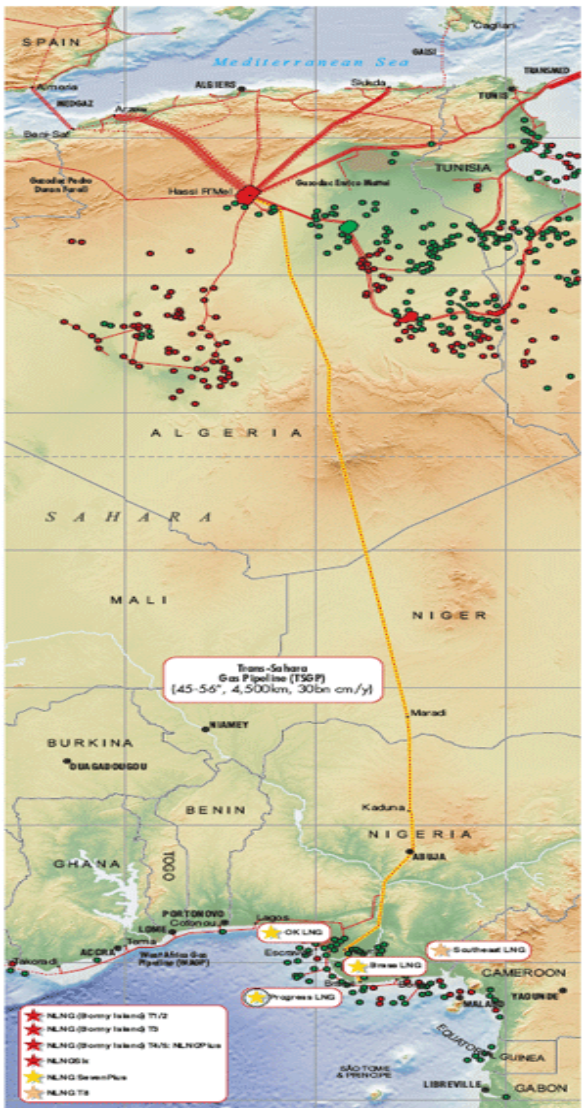 Cagliari
SPAIN
GALSI
Mediterranean Sea
TRANSMED
Almeria
ALGIERS
Skikda
TUNIS
MEDGAZ
Arzew
Beni-Saf
TUNISIA
Gazoduc Pedro
Duran Farell)
Gazoduc Enrico Mattei
Hassi R'Mel
ALGERIA
SAHARA
MALI
NIGER
Trans-Sahara
Gas Pipeline (TSGP)
(45-56", 4,500km, 30bn cm/y)
Maradi
NIAMEY
BURKINA
OUAGADOUGOU
Kaduna
BENIN
NIGERIA
ABUJA
GHANA
TOGO
PORTONOVO
Cotonou
Lagos
LOME
OK LNG
Tema
Southeast LNG
ACCRA
West Africa Gas
Pipeline (WAGP)
Takoradi
Brass LNG
CAMEROON
Progress LNG
MALABO
YAOUNDE
NLNG (Bonny Island) T1/2
NLNG (Bonny Island) T3
NLNG (Bonny Island) T4/5: NLNGPlus
NLNGSix
NLNG SevenPlus
NLNG T8
EQUATORIAL GUINEA
SÃO TOME
& PRINCIPE
LIBREVILLE
GABON